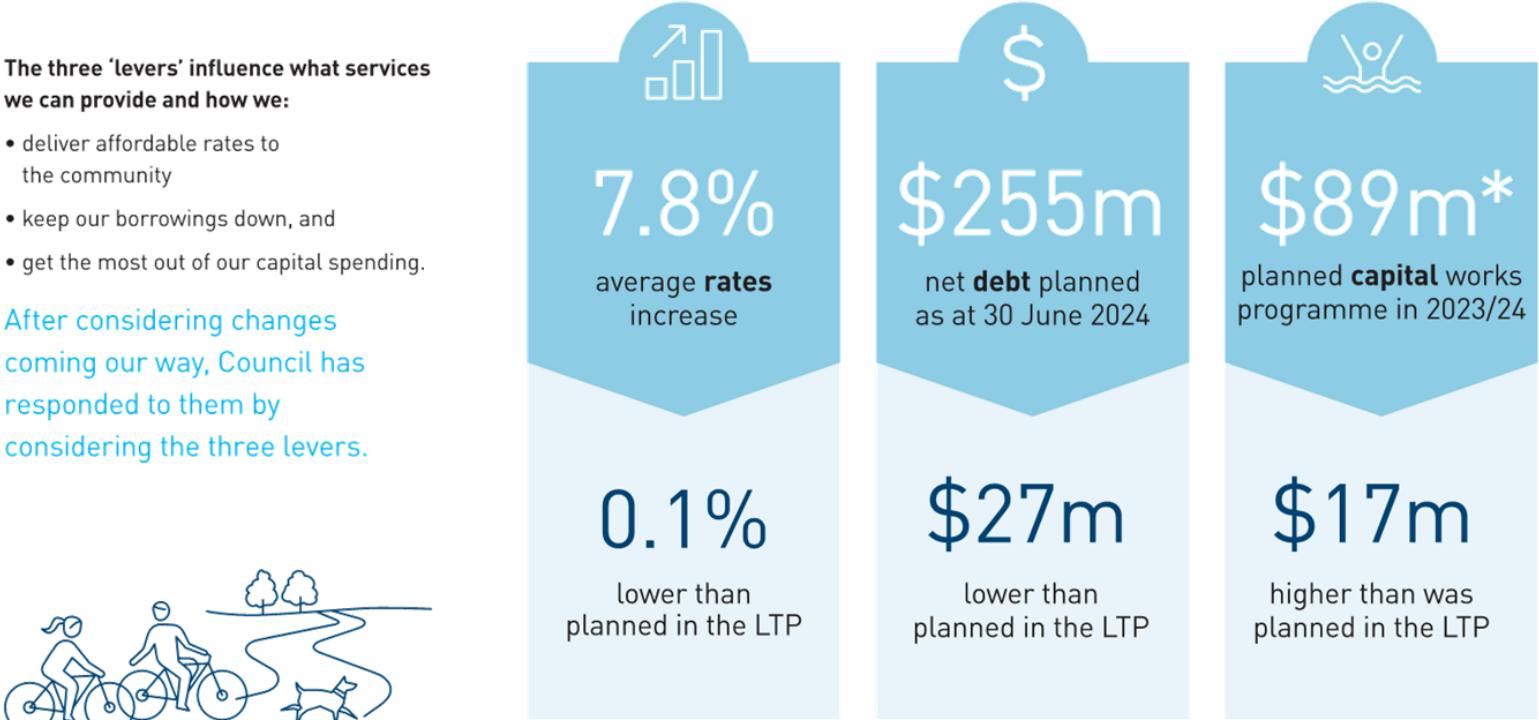 The three ‘levers’ influence what services
we can provide and how we:
• deliver affordable rates to
the community
• keep our borrowings down, and
• get the most out of our capital spending.
After considering changes
coming our way, Council has
responded to them by
considering the three levers.
$
7.8%
average rates
increase
0.1%
lower than
planned in the LTP
$255m
net debt planned
as at 30 June 2024
$27m
lower than
planned in the LTP
$89m*
planned capital works
programme in 2023/24
$17m
higher than was
planned in the LTP